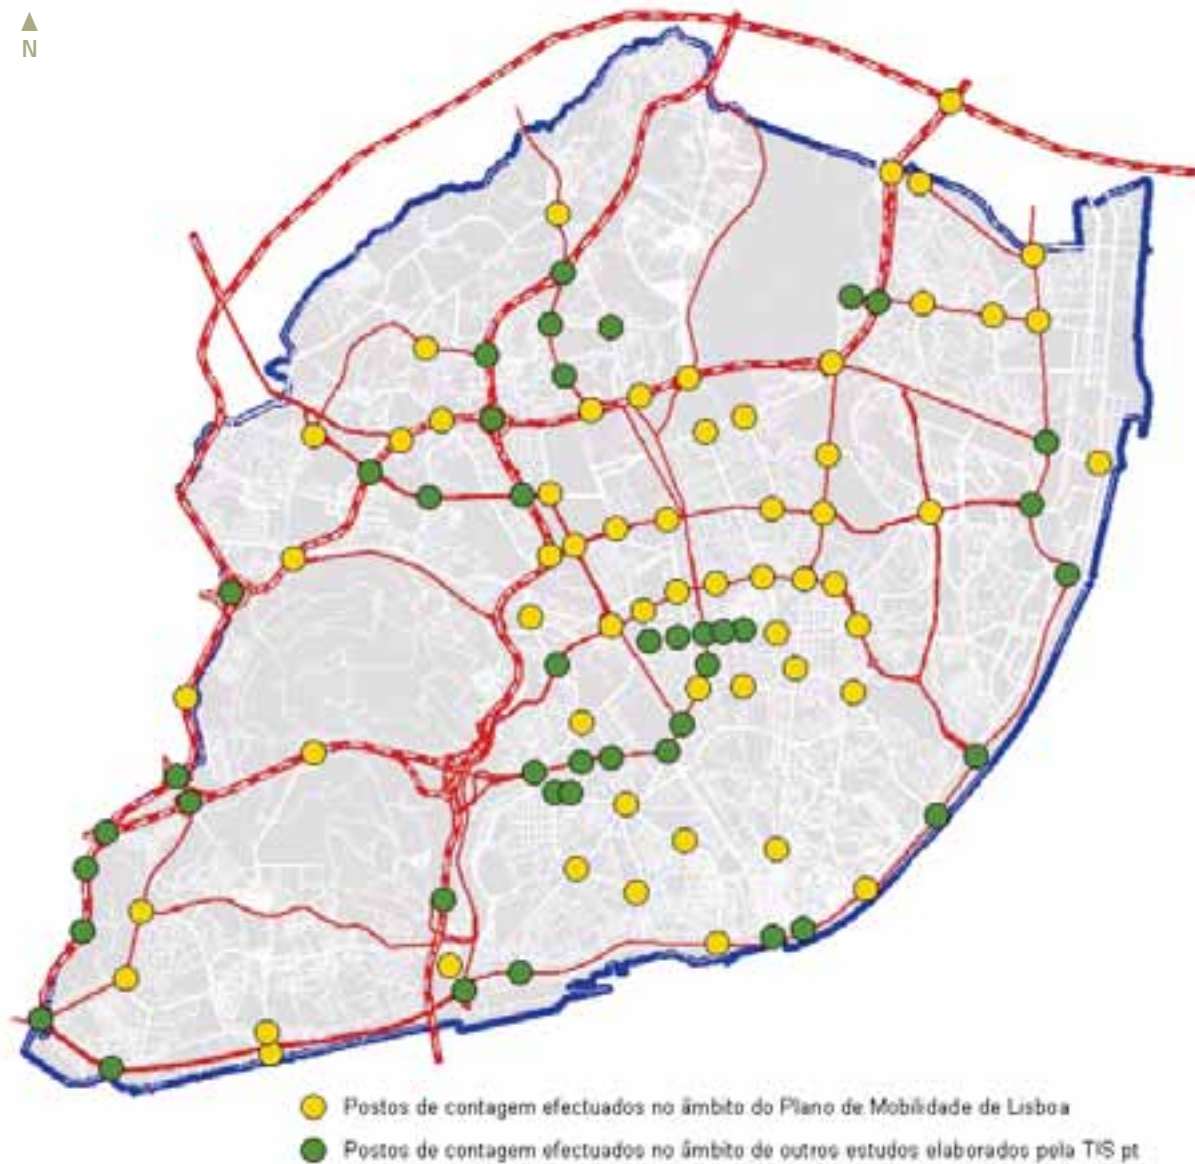 N
Postos de contagem efectuados no âmbito do Plano de Mobilidade de Lisboa
Postos de contagem efectuados no âmbito de outros estudos elaborados pela TIS pt